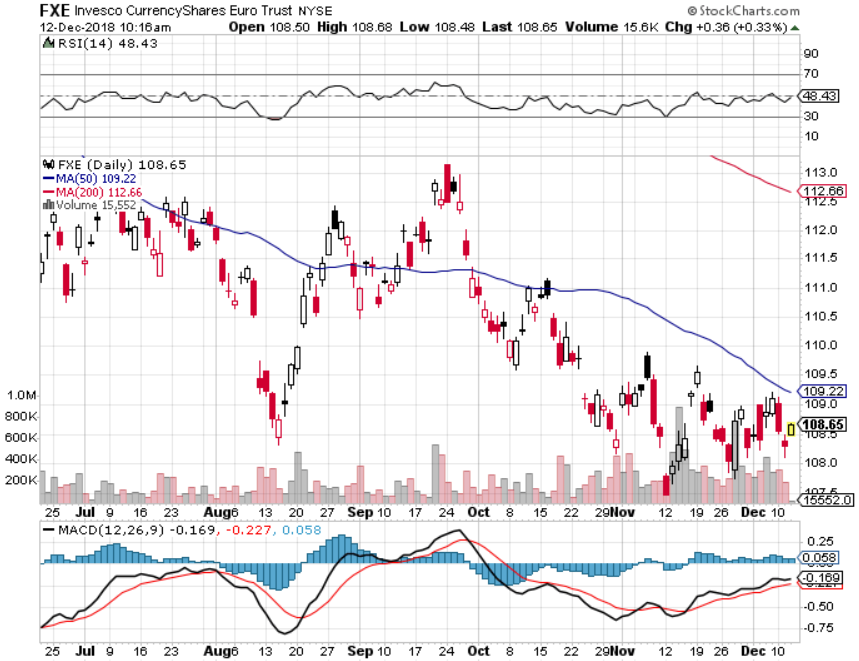 FXE Invesco CurrencyShares Euro Trust NYSE © StockCharts.com
12-Dec-2018 10:16am Open 108.50 High 108.68 Low 108.48 Last 108.65 Volume 15.6K Chg +0.36 (+0.33%)
RSI(14) 48.43
90
70
48.43
30
10
FXE (Daily) 108.65
MA(50) 109.22
MA(200) 112.66
Volume 15,552
113.0
112.66
112.5
112.0
111.5
111.0
110.5
110.0
109.5
109.22
109.0
108.65
108.5
108.0
107.5
15552.0
1.0M
800K
600K
400K
200K
25 Jul 9 16 23 Aug6 13 20 27 Sep 10 17 24 Oct 8 15 22 29Nov 12 19 26 Dec 10
MACD(12,26,9) -0.169, -0.227, 0.058
0.25
0.058
-0.169
-0.50
-0.75
25 Jul 9 16 23 Aug6 13 20 27 Sep 10 17 24 Oct 8 15 22 29Nov 12 19 26 Dec 10